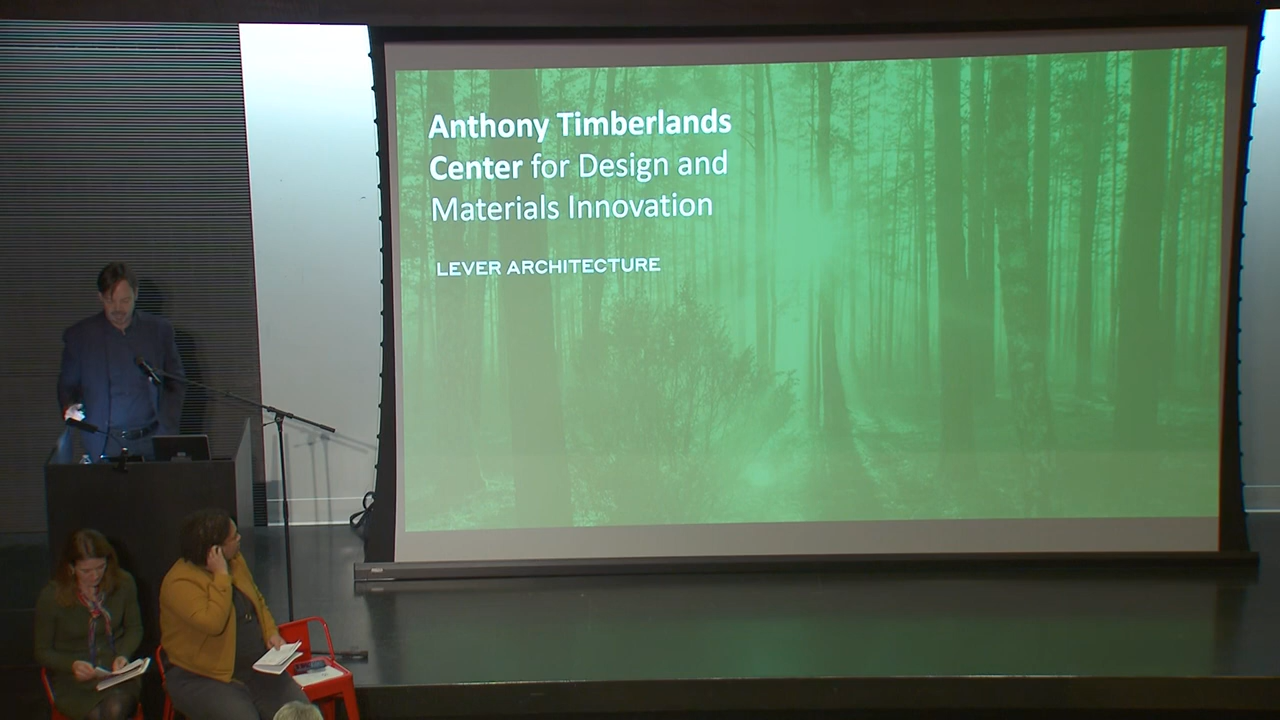 Anthony Timberlands
Center for Design and
Materials Innovation
LEVER ARCHITECTURE